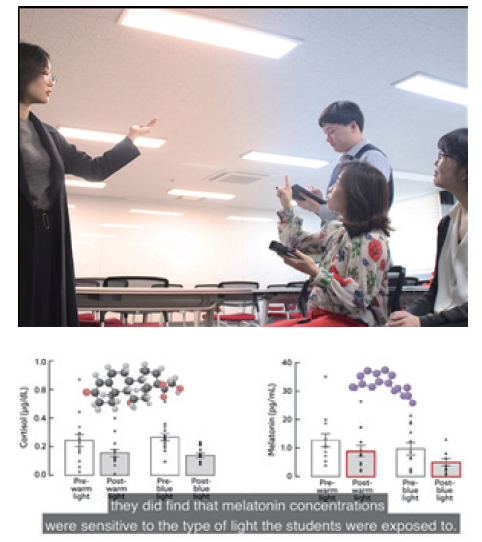 1.0
0.8
0.4
0.2
0.0
Cortisol (µg/dL)
Pre-
warm
light
Post-
warm
light
Pre-
blue
light
Post-
blue
light
40
30
20
1.0
0
Melatonin (pg/mL)
Pre-
warm
light
Post-
warm
light
Pre-
blue
light
Post-
blue
light
they did find that melatonin concentrations
were sensitive to the type of light the students were exposed to.